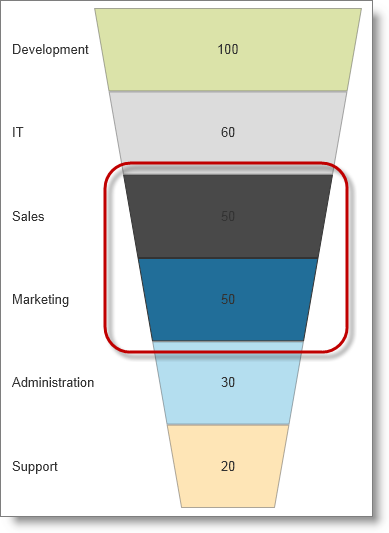 Development 100
IT 60
Sales 50
Marketing 50
Administration 30
Support 20